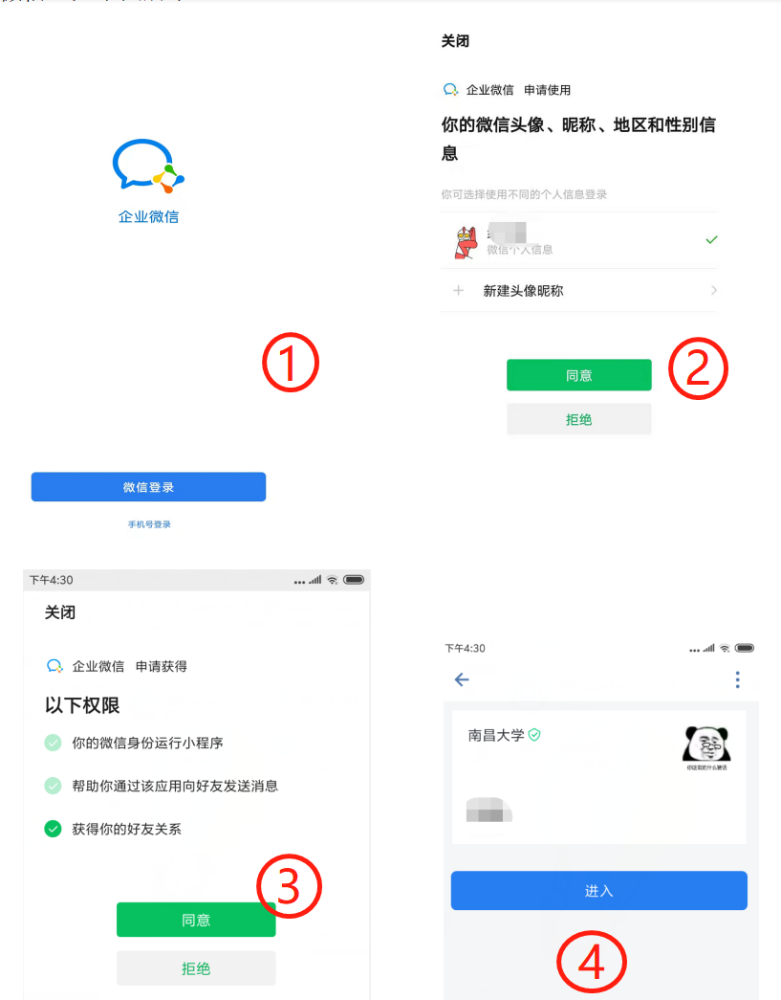 企业微信
①
微信登录
手机号登录
关闭
企业微信 申请使用
你的微信头像、昵称、地区和性别信
息
你可选择使用不同的个人信息登录
微信个人信息
新建头像昵称
②
同意
拒绝
下午4:30
关闭
企业微信 申请获得
以下权限
你的微信身份运行小程序
帮助你通过该应用向好友发送消息
获得你的好友关系
③
同意
拒绝
下午4:30
南昌大学
进入
④